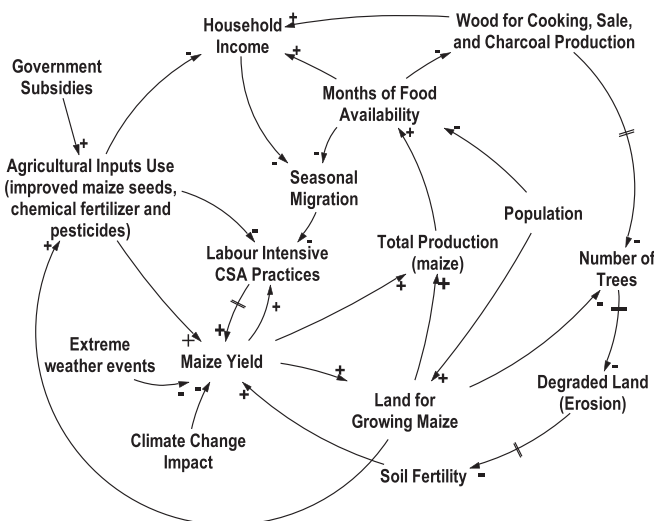 Household
Income
Wood for Cooking, Sale,
and Charcoal Production
Government
Subsidies
Months of Food
Availability
Agricultural Inputs Use
(improved maize seeds,
chemical fertilizer and
pesticides)
Seasonal
Migration
Population
Labour Intensive
CSA Practices
Total Production
(maize)
Number of
Trees
Extreme
weather events
Maize Yield
Land for
Growing Maize
Degraded Land
(Erosion)
Climate Change
Impact
Soil Fertility